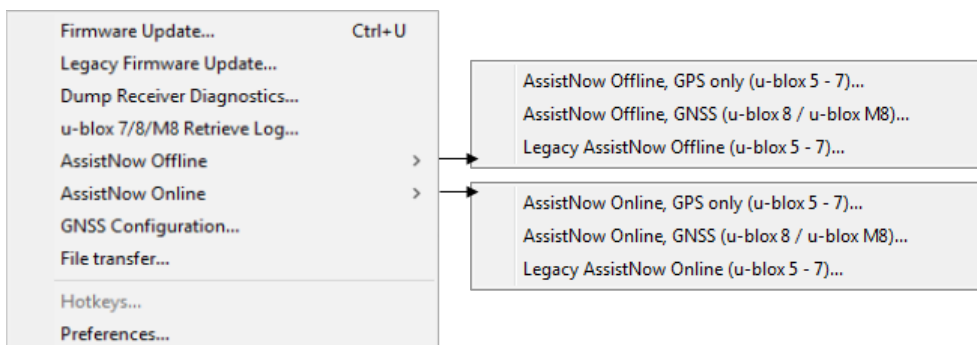 Firmware Update... Ctrl+U
Legacy Firmware Update...
Dump Receiver Diagnostics...
u-blox 7/8/M8 Retrieve Log...
AssistNow Offline >
AssistNow Online >
GNSS Configuration...
File transfer...
Hotkeys...
Preferences...
AssistNow Offline, GPS only (u-blox 5 - 7)...
AssistNow Offline, GNSS (u-blox 8 / u-blox M8)...
Legacy AssistNow Offline (u-blox 5 - 7)...
AssistNow Online, GPS only (u-blox 5 - 7)...
AssistNow Online, GNSS (u-blox 8 / u-blox M8)...
Legacy AssistNow Online (u-blox 5 - 7)...